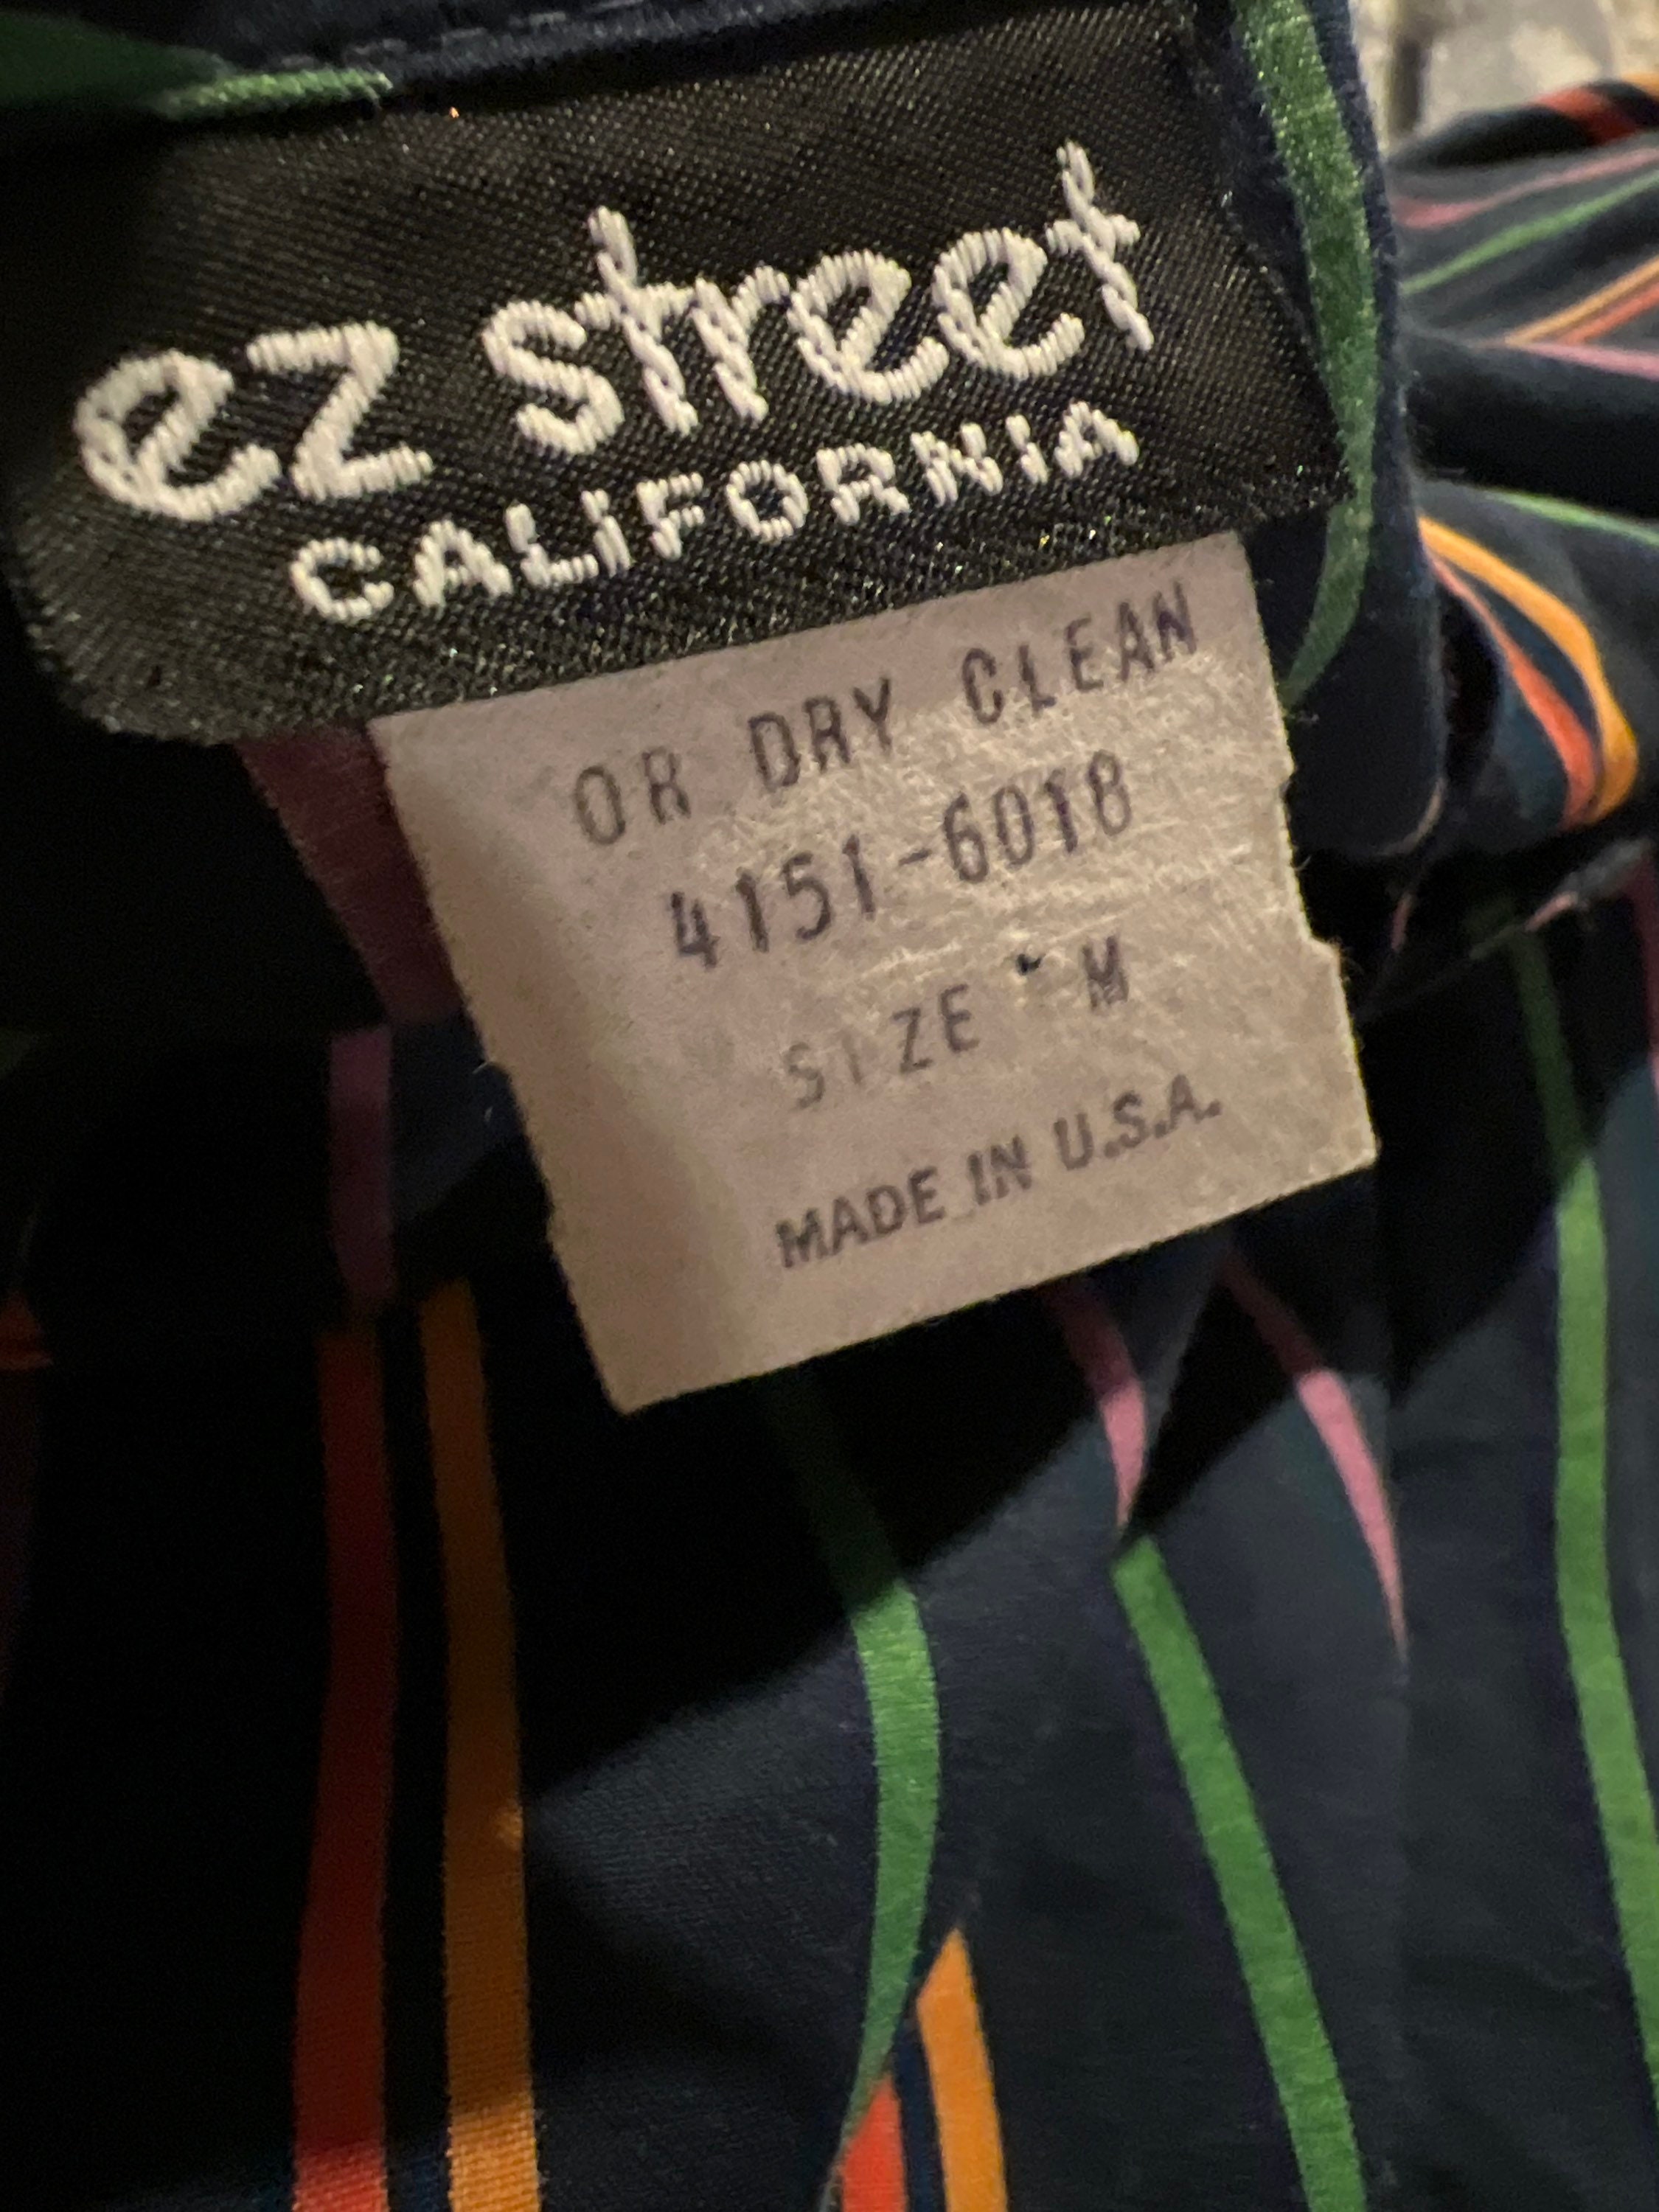 ez street
CALIFORNIA
OR DRY CLEAN
4151-6018
SIZE - M
MADE IN U.S.A.